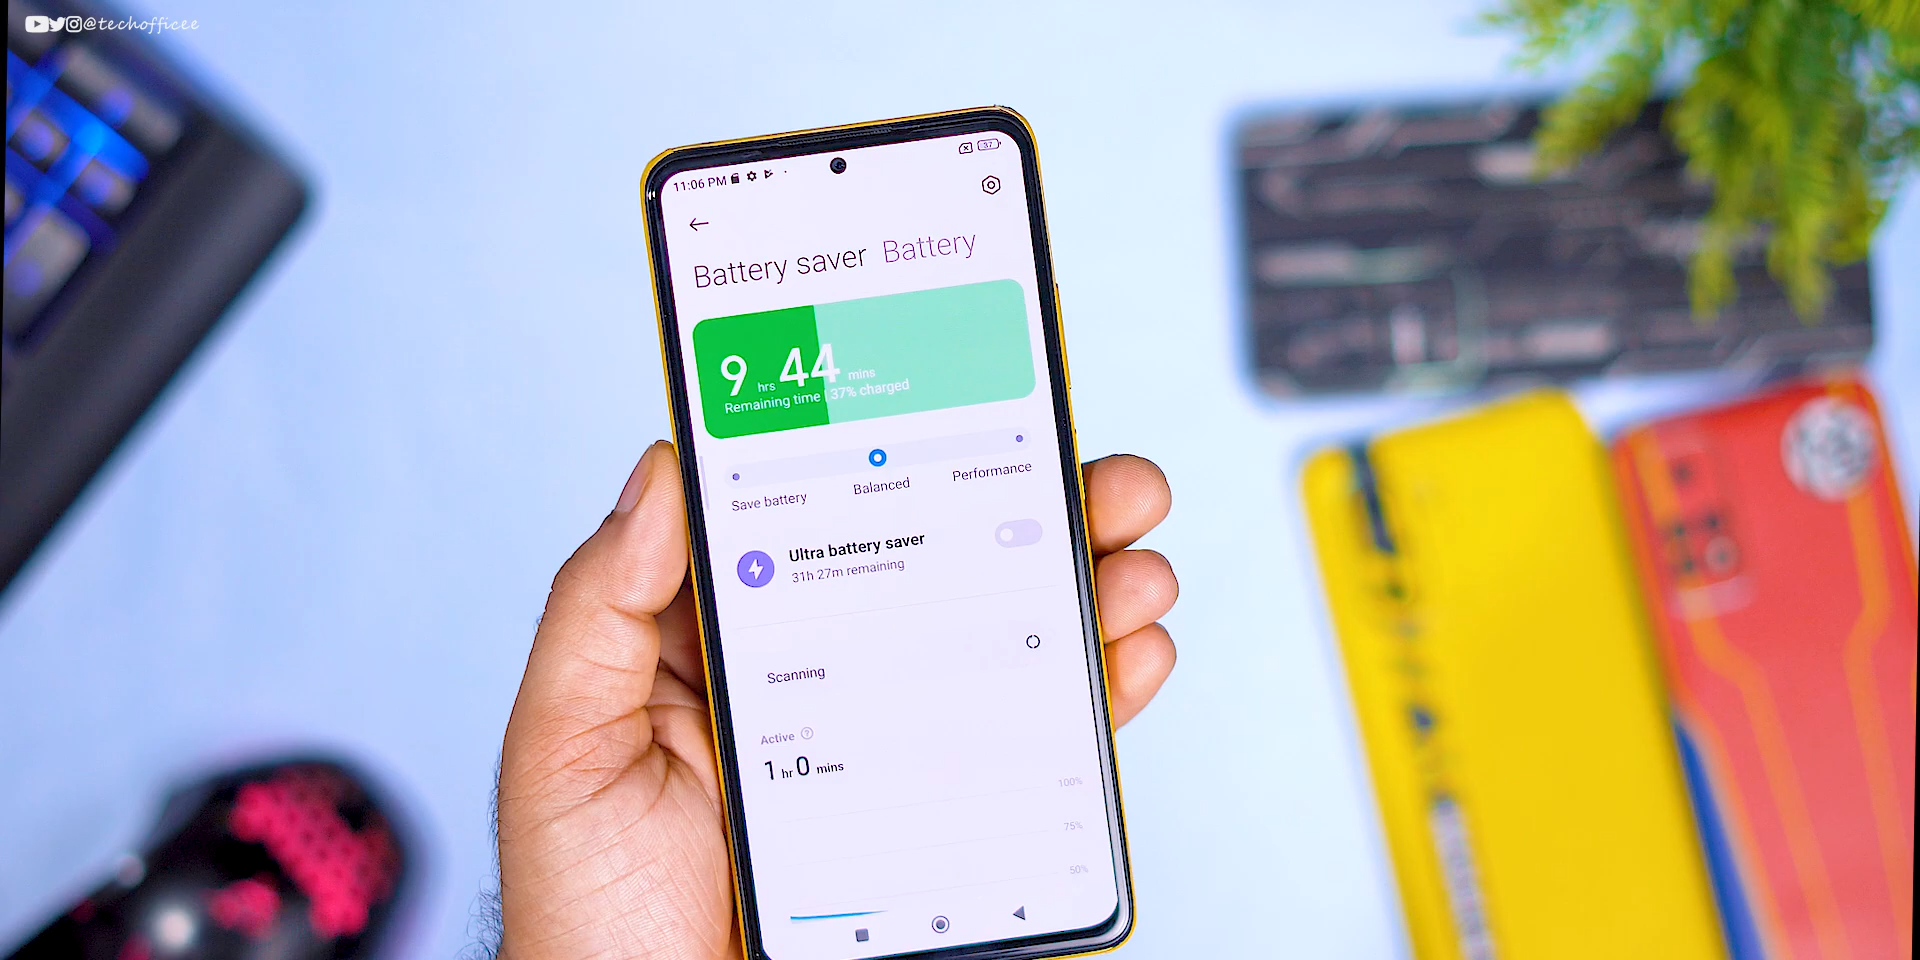 @techofficee
11:06 PM
37
Battery saver Battery
9 hrs 44 mins
Remaining time | 37% charged
Save battery
Balanced
Performance
Ultra battery saver
31h 27m remaining
Scanning
Active ?
1 hr 0 mins
100%
75%
50%